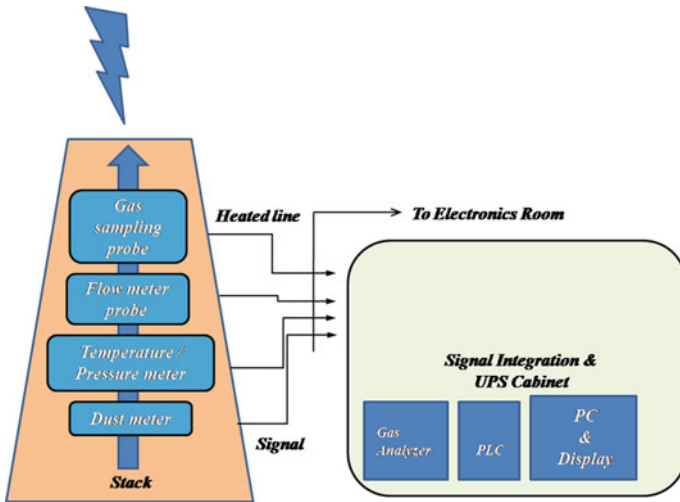 Gas
sampling
probe
Heated line
To Electronics Room
Flow meter
probe
Temperature /
Pressure meter
Signal Integration &
UPS Cabinet
Dust meter
Signal
Gas
Analyzer
PLC
PC
&
Display
Stack